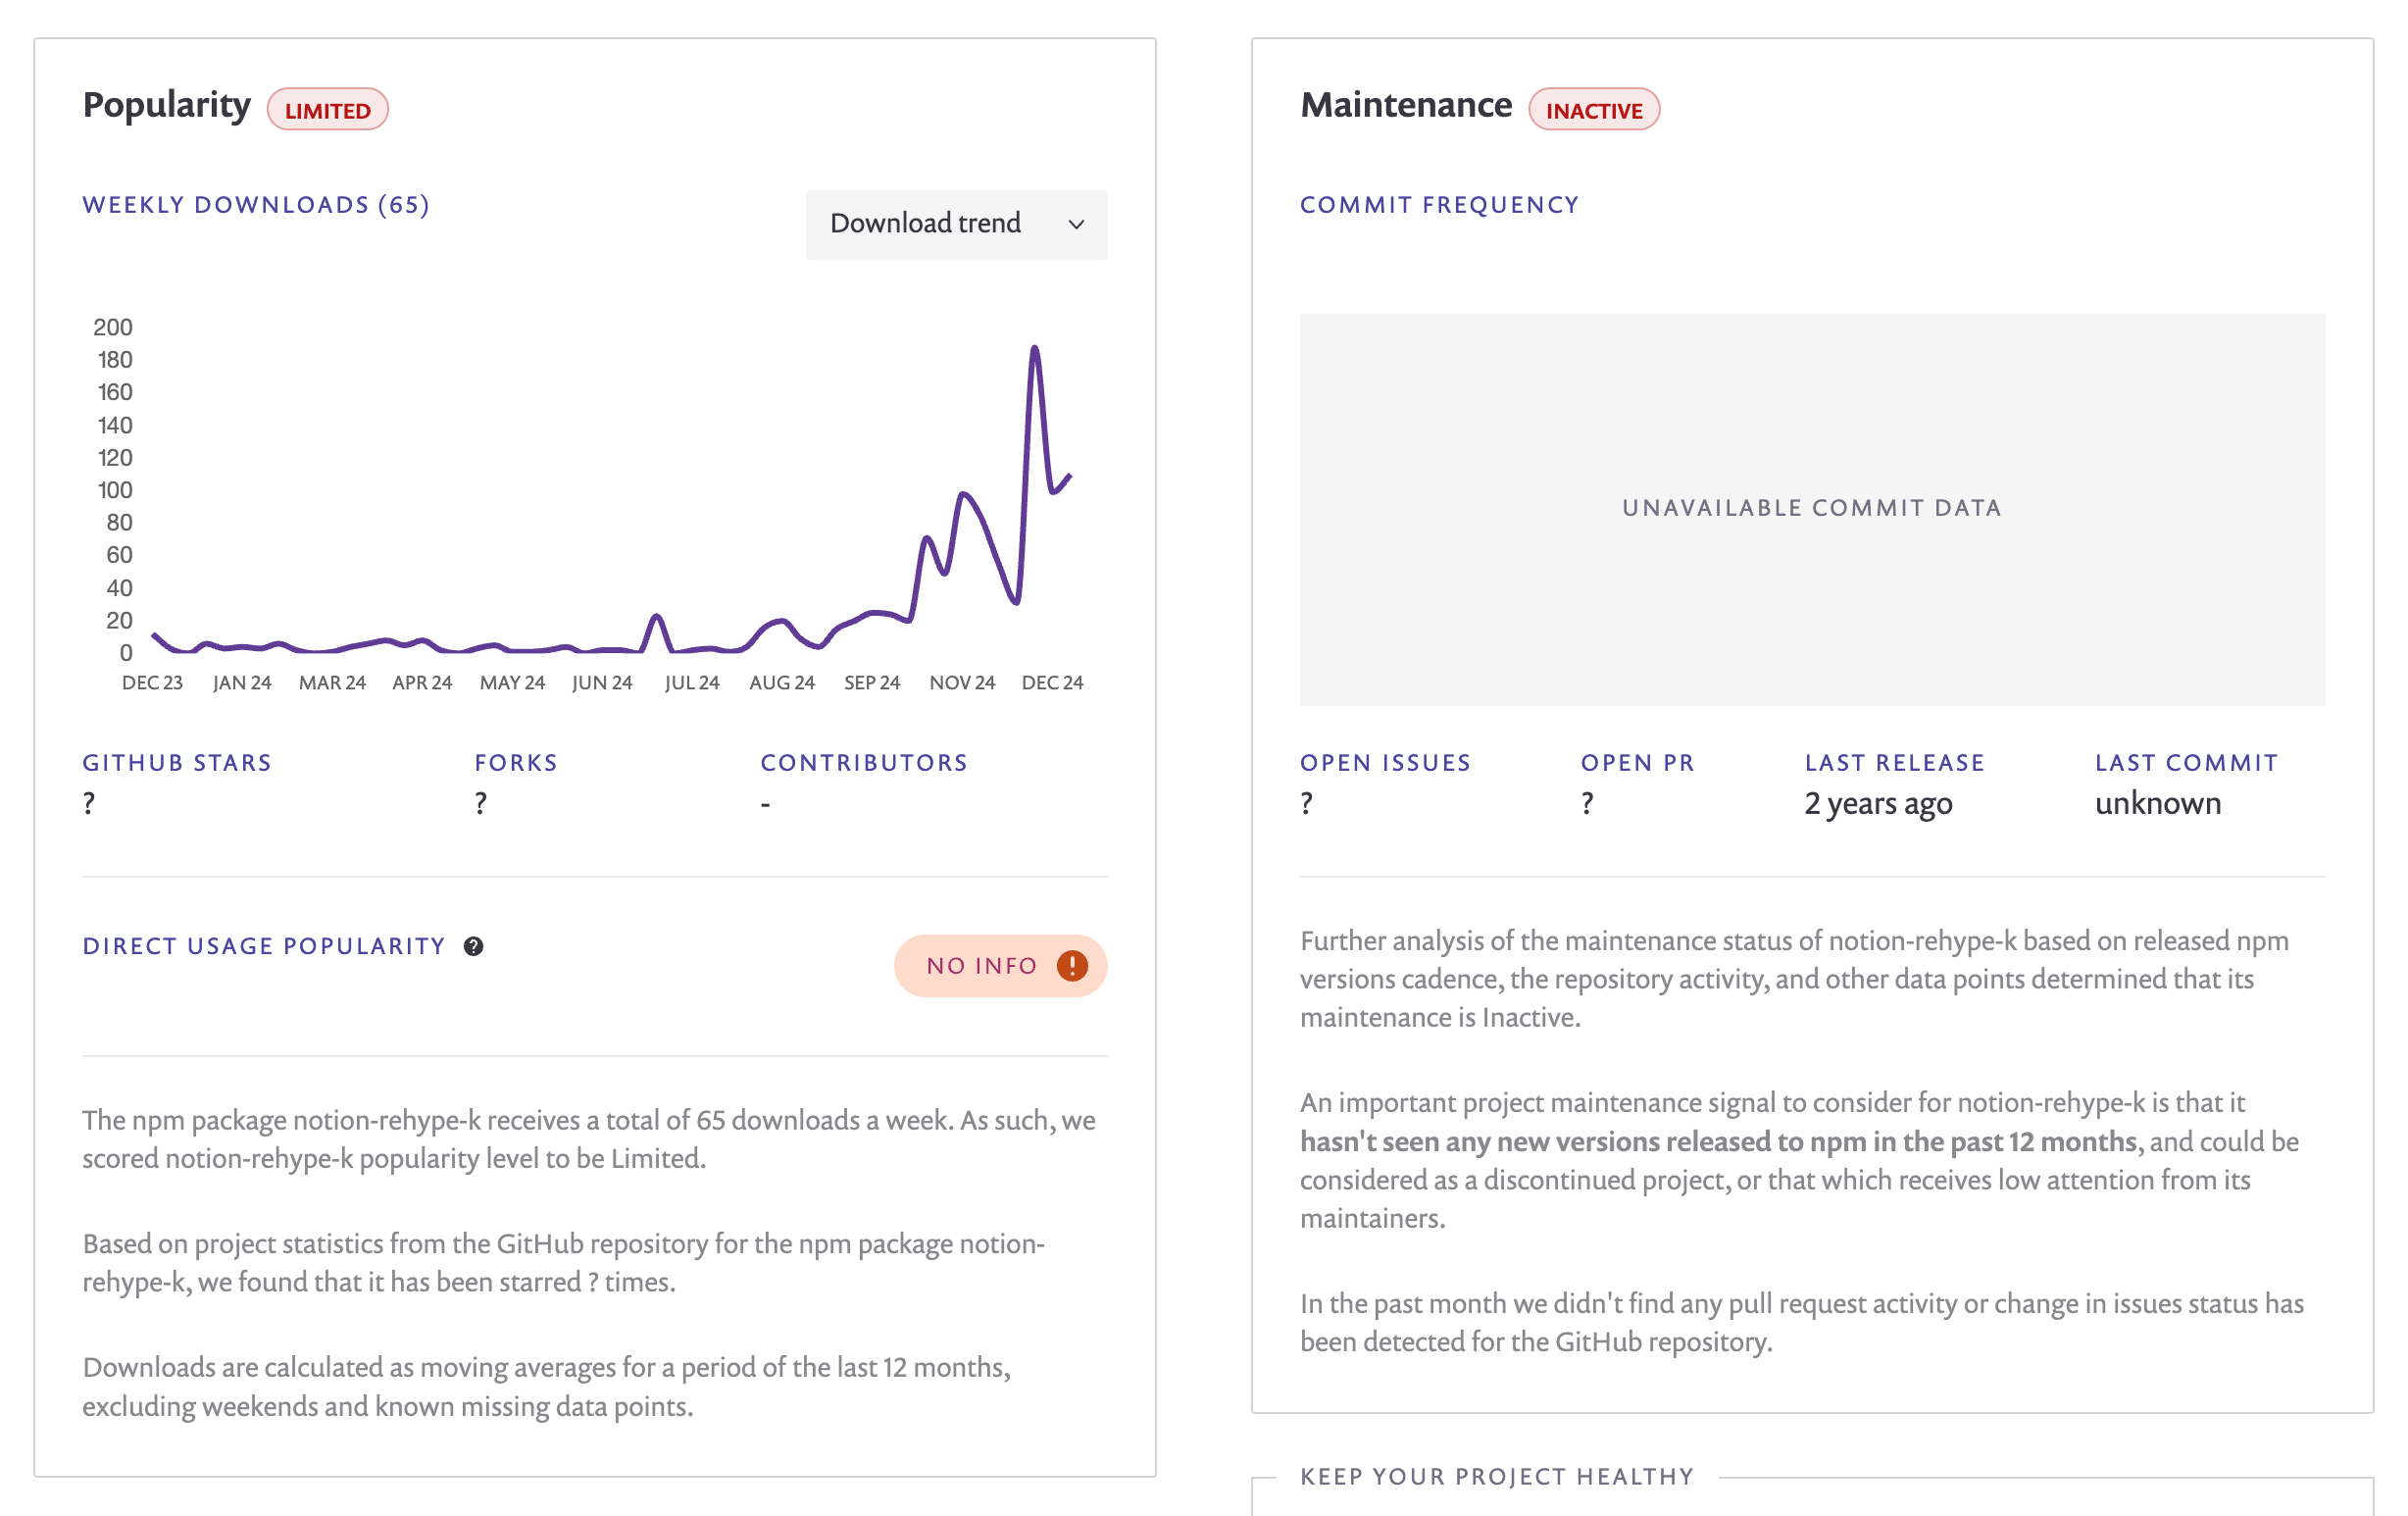 Popularity LIMITED
WEEKLY DOWNLOADS (65)
Download trend
200
180
160
140
120
100
80
60
40
20
0
DEC 23 JAN 24 MAR 24 APR 24 MAY 24 JUN 24 JUL 24 AUG 24 SEP 24 NOV 24 DEC 24
GITHUB STARS FORKS CONTRIBUTORS
? ? -
DIRECT USAGE POPULARITY ?
NO INFO !
The npm package notion-rehype-k receives a total of 65 downloads a week. As such, we
scored notion-rehype-k popularity level to be Limited.
Based on project statistics from the GitHub repository for the npm package notion-
rehype-k, we found that it has been starred ? times.
Downloads are calculated as moving averages for a period of the last 12 months,
excluding weekends and known missing data points.
Maintenance INACTIVE
COMMIT FREQUENCY
UNAVAILABLE COMMIT DATA
OPEN ISSUES OPEN PR LAST RELEASE LAST COMMIT
? ? 2 years ago unknown
Further analysis of the maintenance status of notion-rehype-k based on released npm
versions cadence, the repository activity, and other data points determined that its
maintenance is Inactive.
An important project maintenance signal to consider for notion-rehype-k is that it
hasn't seen any new versions released to npm in the past 12 months, and could be
considered as a discontinued project, or that which receives low attention from its
maintainers.
In the past month we didn't find any pull request activity or change in issues status has
been detected for the GitHub repository.
KEEP YOUR PROJECT HEALTHY